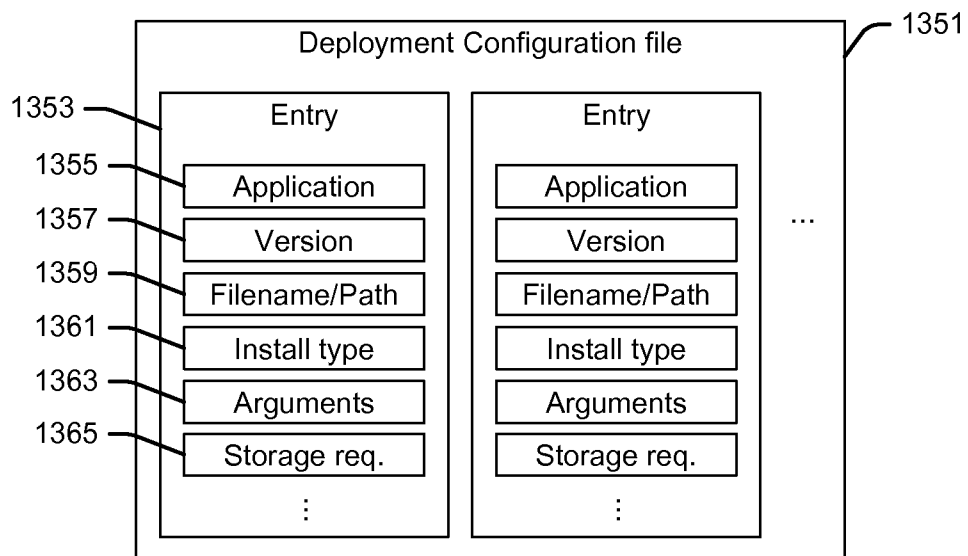 1351
Deployment Configuration file
1353
Entry
Entry
1355
Application
Application
1357
Version
Version
...
1359
Filename/Path
Filename/Path
1361
Install type
Install type
1363
Arguments
Arguments
1365
Storage req.
Storage req.
⋮
⋮